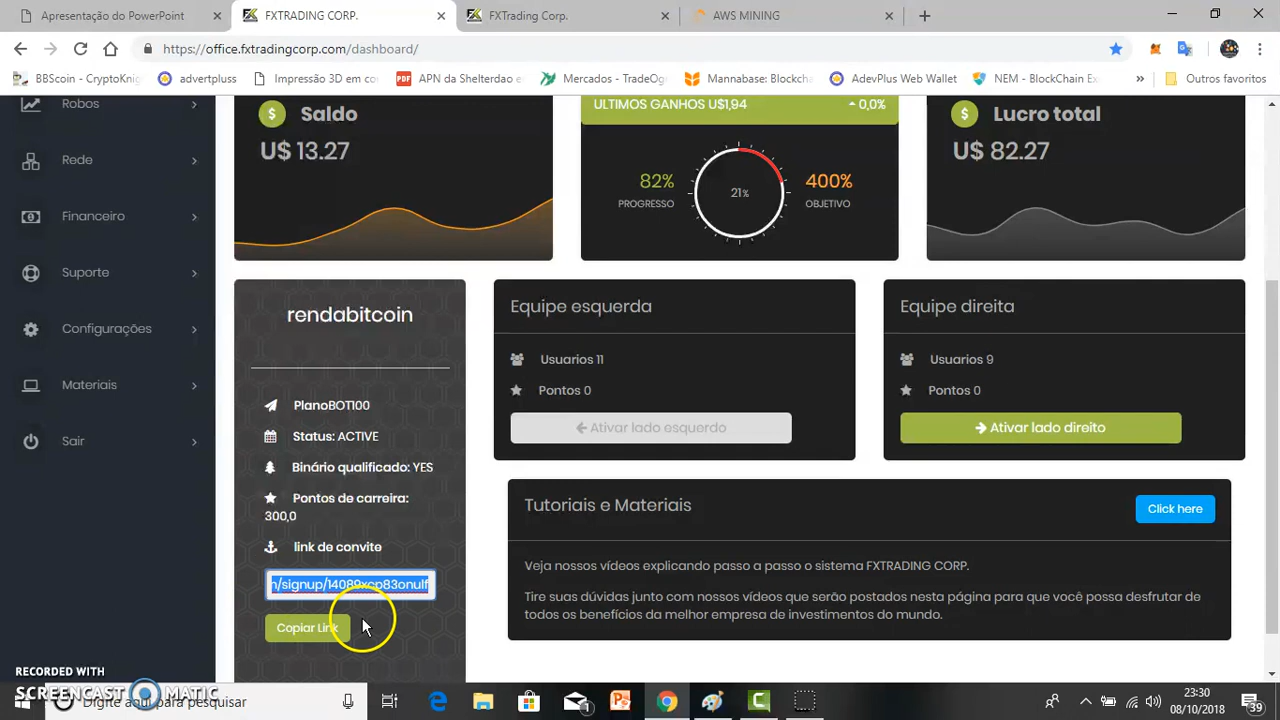 Apresentação do PowerPoint
FXTRADING CORP.
FXTrading Corp.
AWS MINING
https://office.fxtradingcorp.com/dashboard/
BBScoin - CryptoKnig
advertplus
Impressão 3D em co
APN da Shelterdao e
Mercados - TradeOg
Mannabase: Blockch
AdevPlus Web Wallet
NEM - BlockChain Ex
»
Outros favoritos
Robos
Rede
Financeiro
Suporte
Configurações
Materiais
Sair
Saldo
U$ 13.27
ULTIMOS GANHOS U$1,94
0,0%
82%
PROGRESSO
21%
400%
OBJETIVO
Lucro total
U$ 82.27
rendabitcoin
PlanoBOT100
Status: ACTIVE
Binário qualificado: YES
Pontos de carreira:
300,0
link de convite
n/signup/14089xcp83onulf
Copiar Link
Equipe esquerda
Usuarios 11
Pontos 0
Ativar lado esquerdo
Equipe direita
Usuarios 9
Pontos 0
Ativar lado direito
Tutoriais e Materiais
Click here
Veja nossos vídeos explicando passo a passo o sistema FXTRADING CORP.
Tire suas dúvidas junto com nossos vídeos que serão postados nesta página para que você possa desfrutar de
todos os benefícios da melhor empresa de investimentos do mundo.
RECORDED WITH
SCREENCAST MATIC
Digite aqui para pesquisar
1
23:30
08/10/2018
39